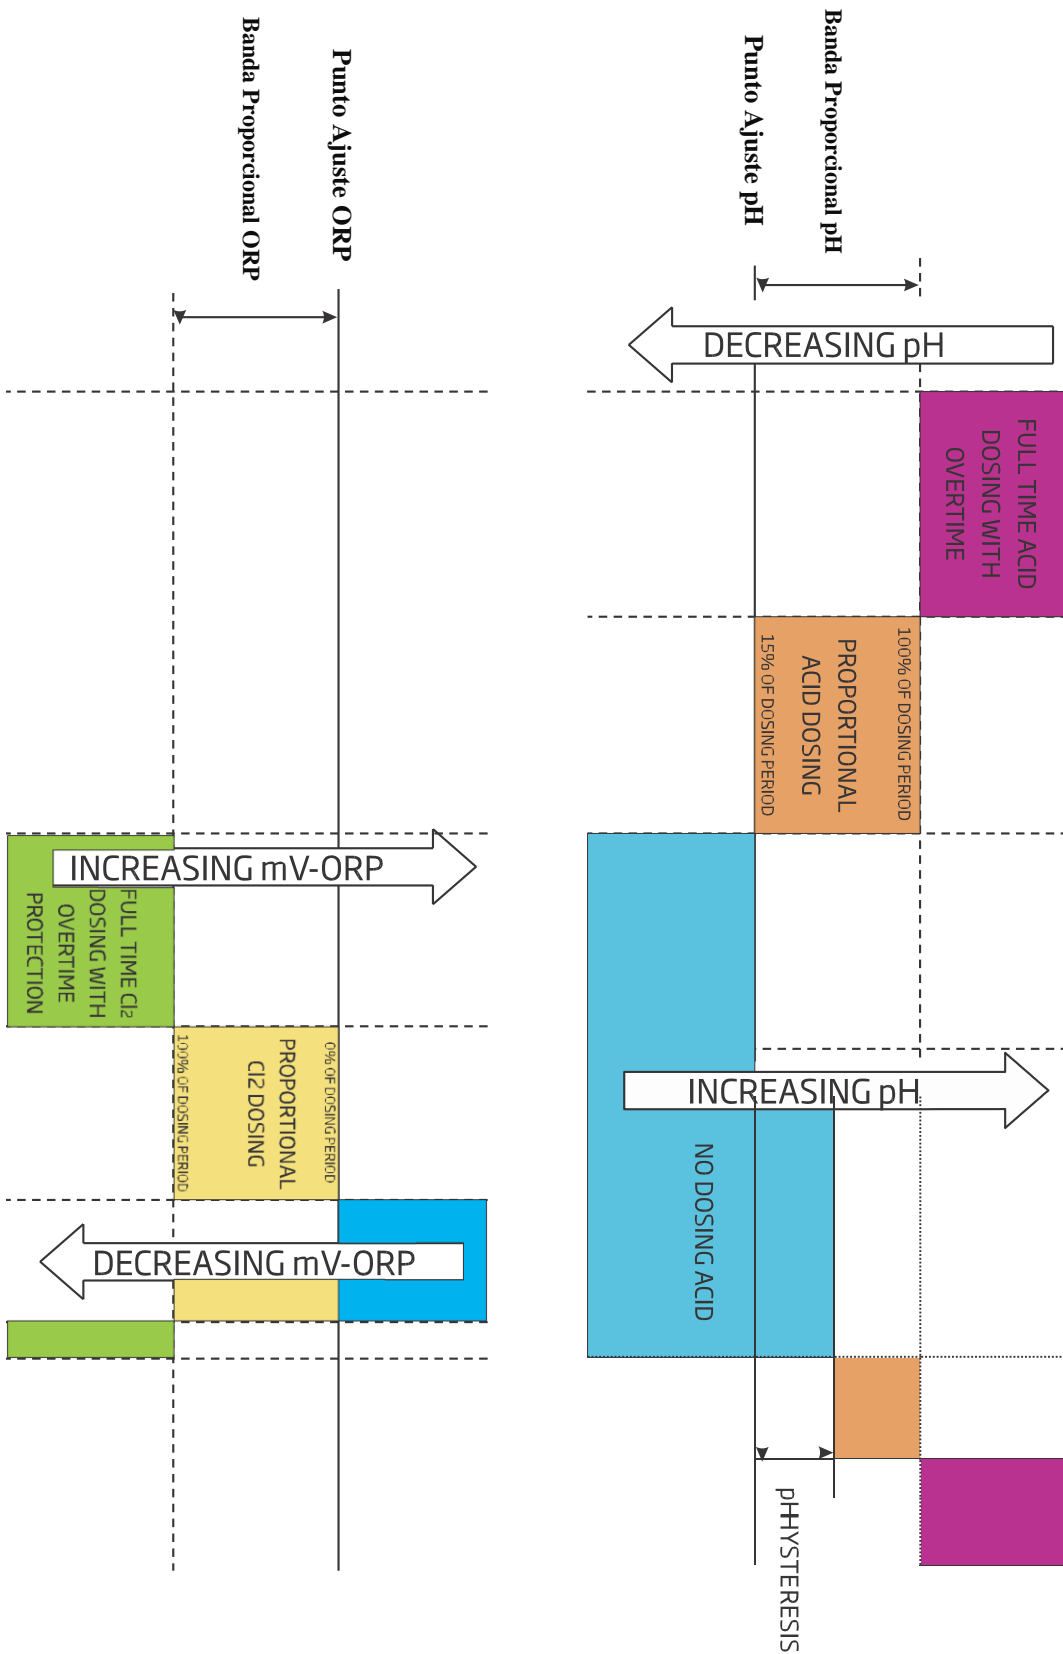 Banda Proporcional ORP
Punto Ajuste ORP
Punto Ajuste pH
Banda Proporcional pH
DECREASING pH
FULL TIME ACID
DOSING WITH
OVERTIME
100% OF DOSING PERIOD
PROPORTIONAL
ACID DOSING
15% OF DOSING PERIOD
INCREASING mV-ORP
FULL TIME Cl2
DOSING WITH
OVERTIME
PROTECTION
0% OF DOSING PERIOD
PROPORTIONAL
Cl2 DOSING
100% OF DOSING PERIOD
INCREASING pH
NO DOSING ACID
DECREASING mV-ORP
pHHYSTERESIS